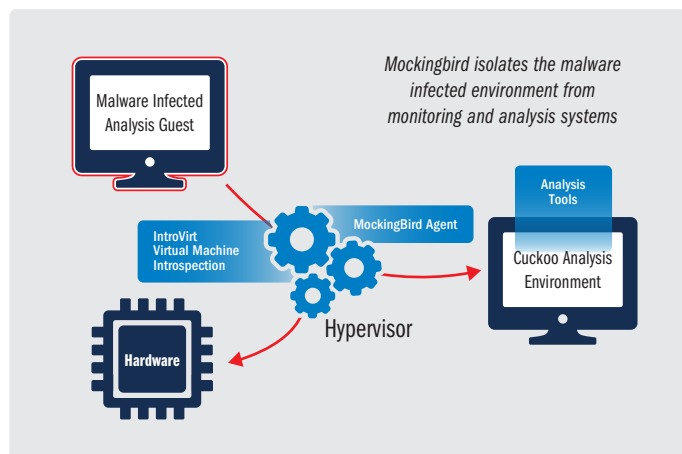 Mockingbird isolates the malware
infected environment from
monitoring and analysis systems
Malware Infected
Analysis Guest
Analysis
Tools
MockingBird Agent
IntroVirt
Virtual Machine
Introspection
Cuckoo Analysis
Environment
Hypervisor
Hardware